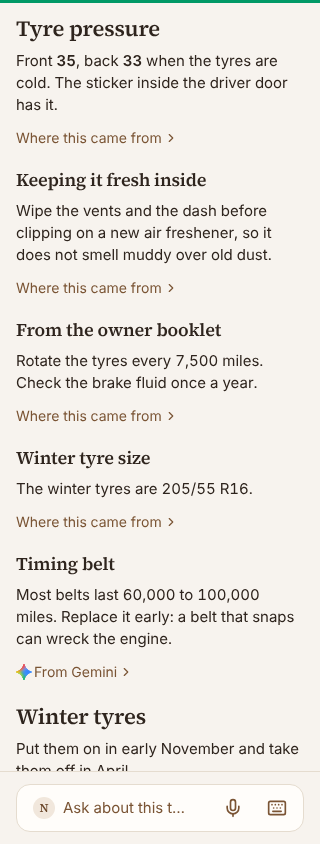 Tyre pressure
Front 35, back 33 when the tyres are
cold. The sticker inside the driver door
has it.
Where this came from
Keeping it fresh inside
Wipe the vents and the dash before
clipping on a new air freshener, so it
does not smell muddy over old dust.
Where this came from
From the owner booklet
Rotate the tyres every 7,500 miles.
Check the brake fluid once a year.
Where this came from
Winter tyre size
The winter tyres are 205/55 R16.
Where this came from
Timing belt
Most belts last 60,000 to 100,000
miles. Replace it early: a belt that snaps
can wreck the engine.
From Gemini
Winter tyres
Put them on in early November and take
them off in April
N Ask about this t...